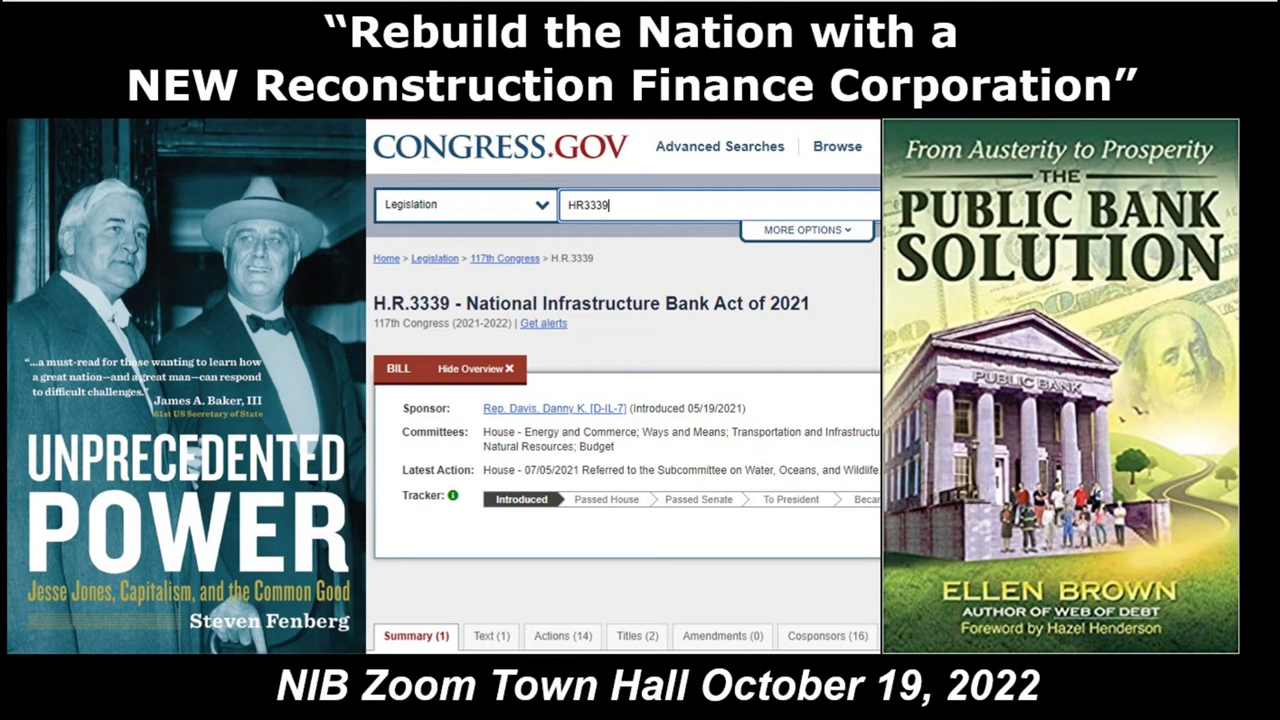 “Rebuild the Nation with a
NEW Reconstruction Finance Corporation”
“...a must-read for those wanting to learn how
a great nation—and a great man—can respond
to difficult challenges.”
James A. Baker, III
61st US Secretary of State
UNPRECEDENTED
POWER
Jesse Jones, Capitalism, and the Common Good
Steven Fenberg
CONGRESS.GOV
Advanced Searches
Browse
Legislation
HR3339
MORE OPTIONS
Home > Legislation > 117th Congress > H.R.3339
H.R.3339 - National Infrastructure Bank Act of 2021
117th Congress (2021-2022) | Get alerts
BILL
Hide Overview ×
Sponsor: Rep. Davis, Danny K. [D-IL-7] (Introduced 05/19/2021)
Committees: House - Energy and Commerce; Ways and Means; Transportation and Infrastructu
Natural Resources; Budget
Latest Action: House - 07/05/2021 Referred to the Subcommittee on Water, Oceans, and Wildlife.
Tracker: Introduced Passed House Passed Senate To President Becar
Summary (1) Text (1) Actions (14) Titles (2) Amendments (0) Cosponsors (16)
From Austerity to Prosperity
THE
PUBLIC BANK
SOLUTION
PUBLIC BANK
ELLEN BROWN
AUTHOR OF WEB OF DEBT
Foreword by Hazel Henderson
NIB Zoom Town Hall October 19, 2022